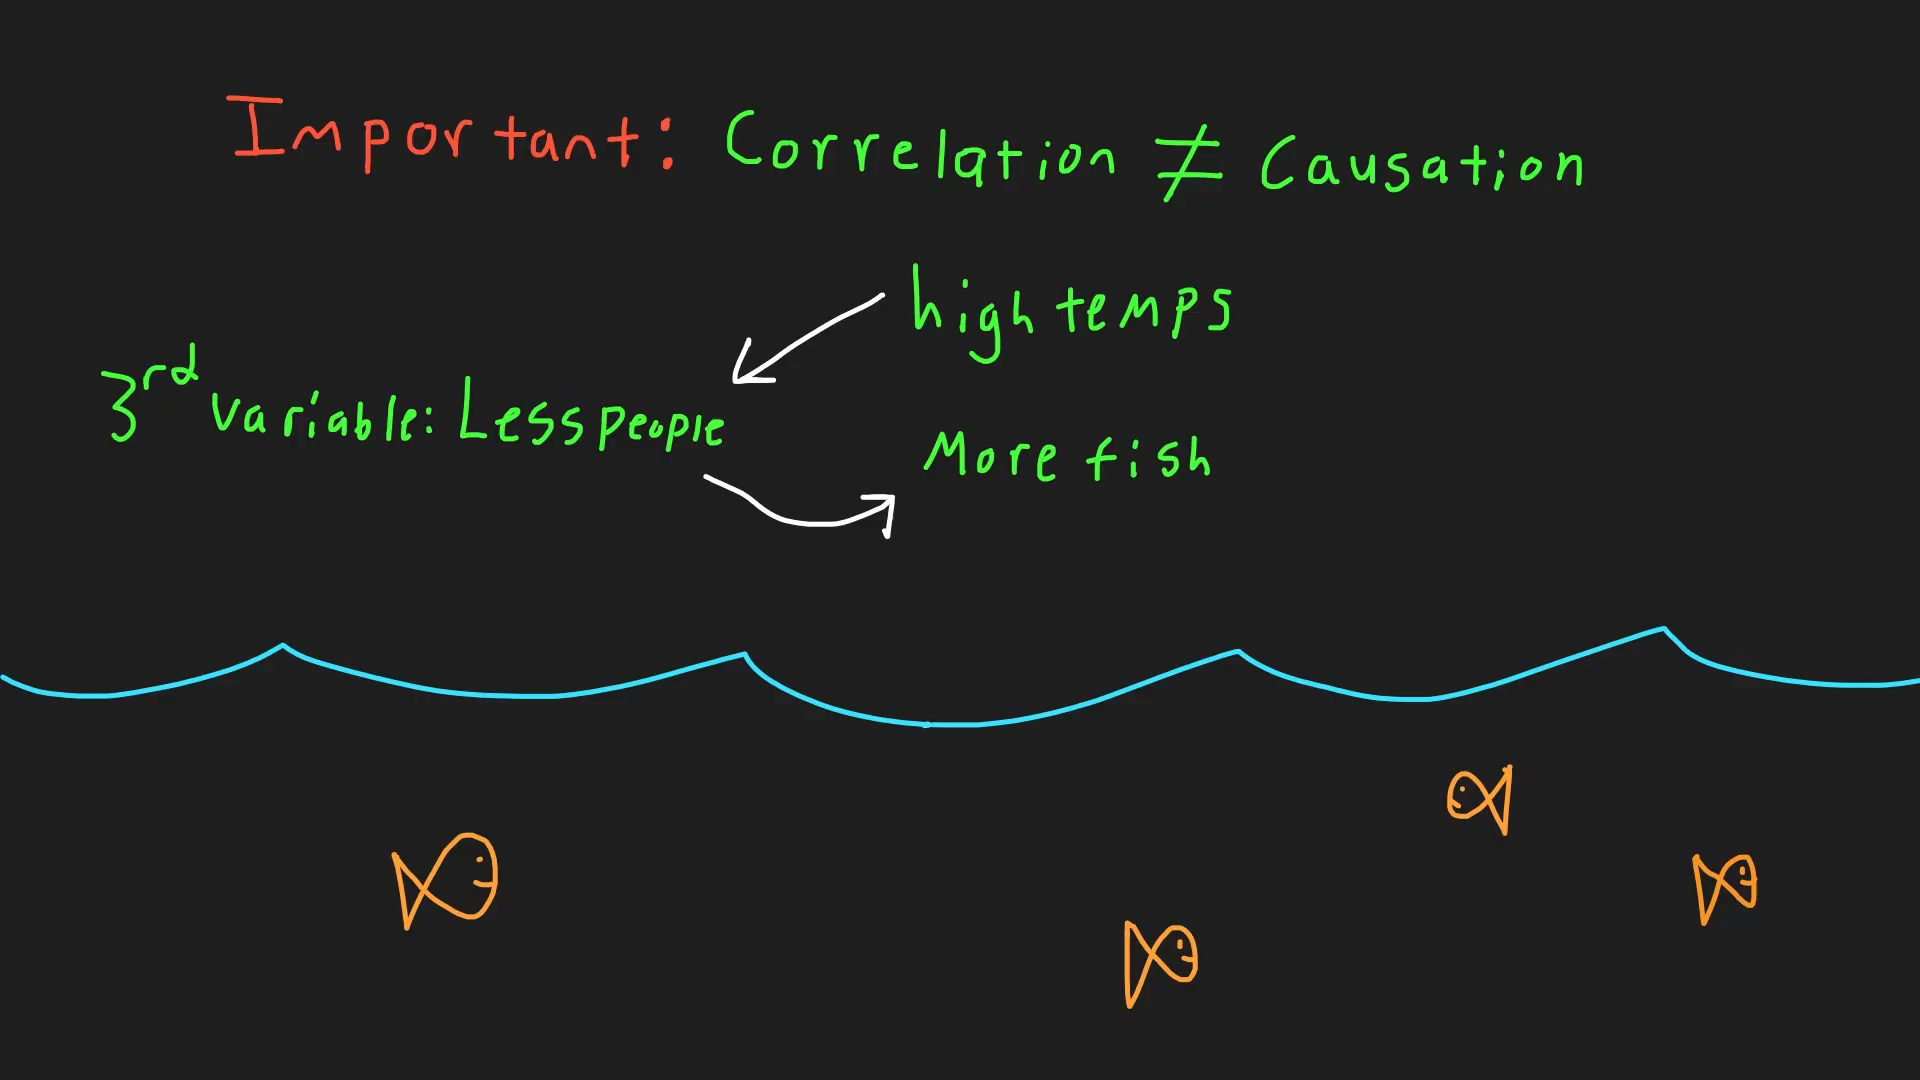 Important: Correlation ≠ Causation
high temps
3rd variable: Less people
More fish